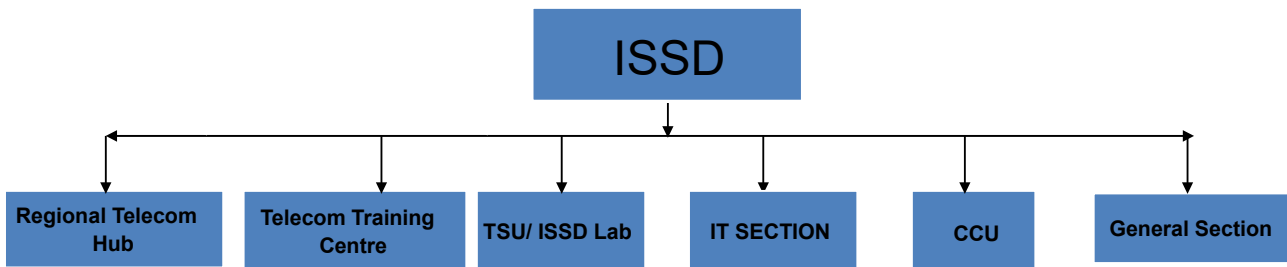 ISSD
Regional Telecom
Hub
Telecom Training
Centre
TSU/ ISSD Lab
IT SECTION
CCU
General Section